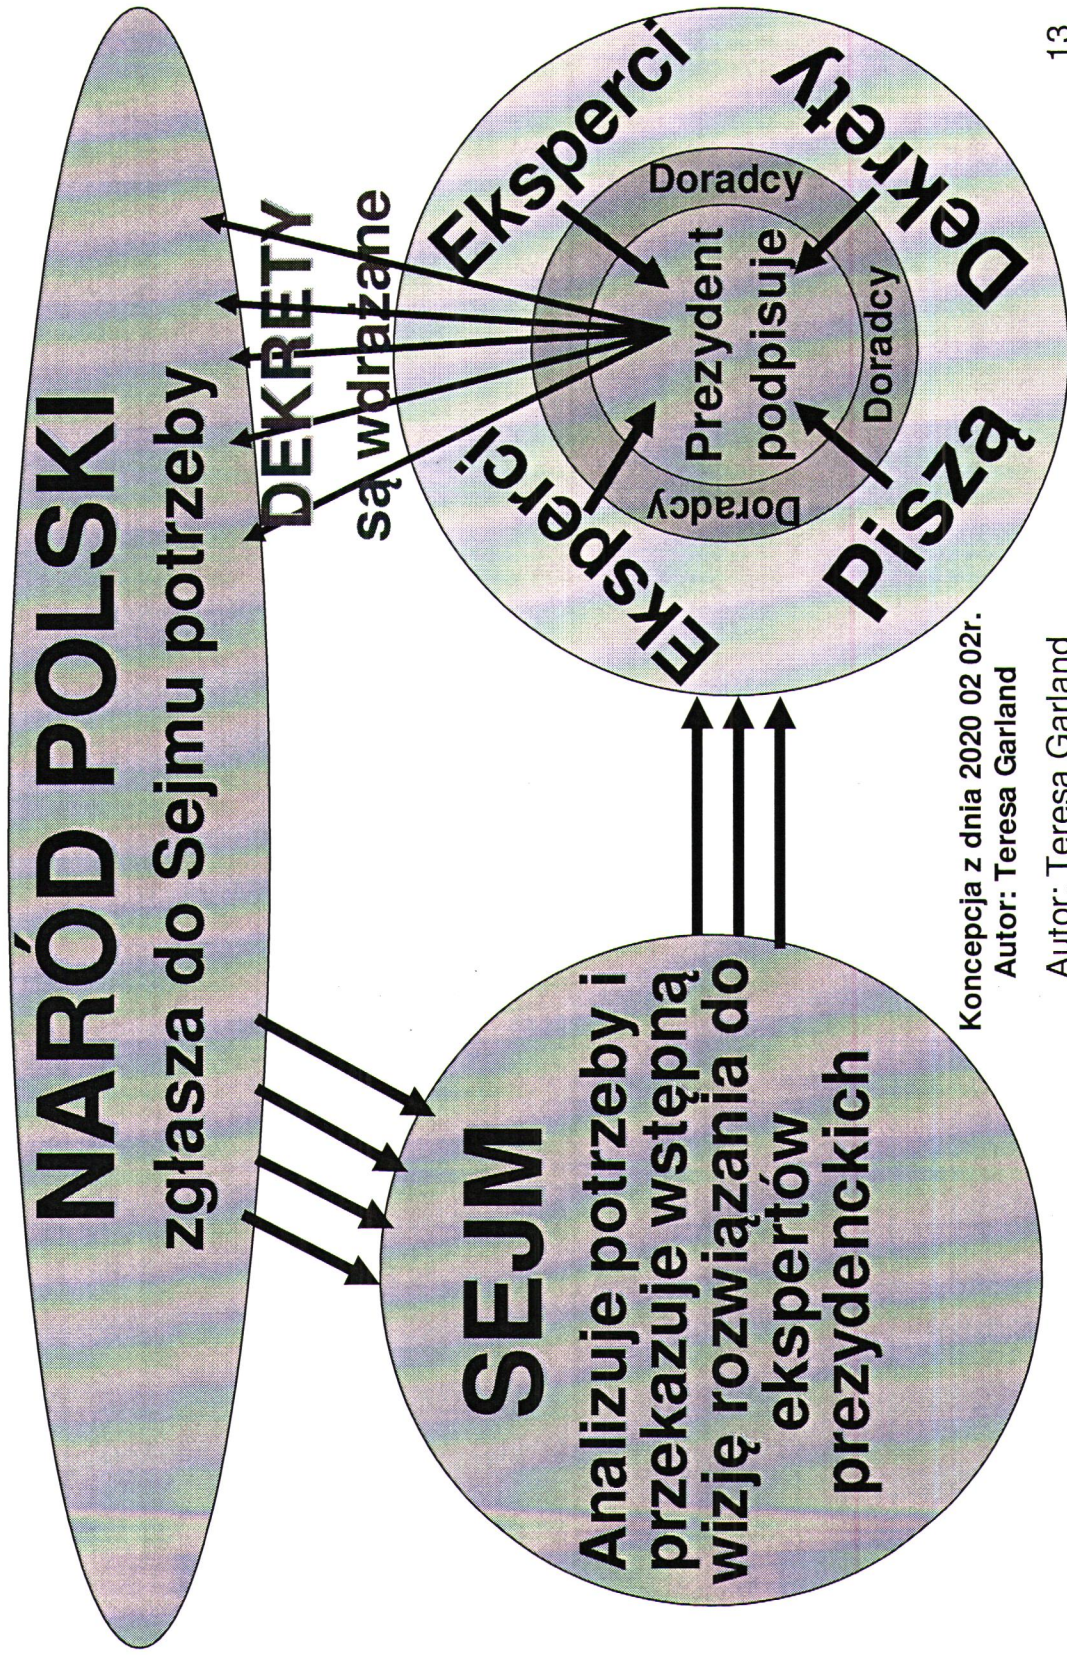 NARÓD POLSKI
zgłasza do Sejmu potrzeby
SEJM
Analizuje potrzeby i
przekazuje wstępną
wizję rozwiązania do
ekspertów
prezydenckich
DEKRETY
są wdrażane
Eksperci
Eksperci
Piszą
Dekrety
Doradcy
Doradcy
Doradcy
Prezydent
podpisuje
Koncepcja z dnia 2020 02 02r.
Autor: Teresa Garland
Autor: Teresa Garland
13